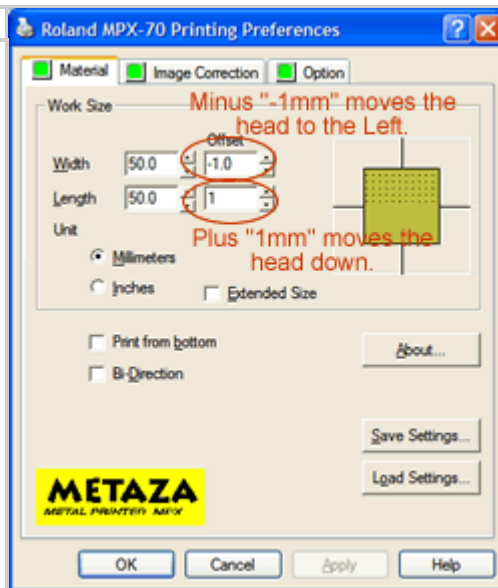 Roland MPX-70 Printing Preferences
Material Image Correction Option
Work Size
Minus "-1mm" moves the
head to the Left.
Offset
Width 50.0 -1.0
Length 50.0 1
Unit
Plus "1mm" moves the
head down.
Millimeters
Inches
Extended Size
Print from bottom
About...
Bi-Direction
Save Settings...
Load Settings...
METAZA
METAL PRINTED MPX
OK Cancel Apply Help